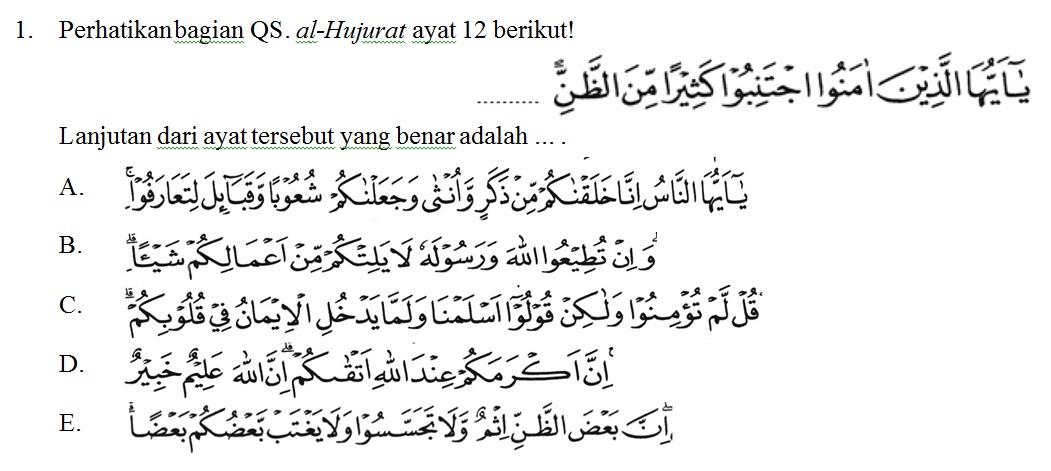 1. Perhatikan bagian QS. al-Hujurat ayat 12 berikut!
يٰٓاَيُّهَا الَّذِيْنَ اٰمَنُوا اجْتَنِبُوْا كَثِيْرًا مِّنَ الظَّنِّۖ ..........
Lanjutan dari ayat tersebut yang benar adalah ... .
A. يٰٓاَيُّهَا النَّاسُ اِنَّا خَلَقْنٰكُمْ مِّنْ ذَكَرٍ وَّاُنْثٰى وَجَعَلْنٰكُمْ شُعُوْبًا وَّقَبَاۤىِٕلَ لِتَعَارَفُوْاۚ
B. وَاِنْ تُطِيْعُوا اللّٰهَ وَرَسُوْلَهٗ لَا يَلِتْكُمْ مِّنْ اَعْمَالِكُمْ شَيْـًٔاۗ
C. قُلْ لَّمْ تُؤْمِنُوْا وَلٰكِنْ قُوْلُوْٓا اَسْلَمْنَا وَلَمَّا يَدْخُلِ الْاِيْمَانُ فِيْ قُلُوْبِكُمْۗ
D. اِنَّ اَكْرَمَكُمْ عِنْدَ اللّٰهِ اَتْقٰىكُمْۗ اِنَّ اللّٰهَ عَلِيْمٌ خَبِيْرٌ
E. اِنَّ بَعْضَ الظَّنِّ اِثْمٌ وَّلَا تَجَسَّسُوْا وَلَا يَغْتَبْ بَّعْضُكُمْ بَعْضًاۗ